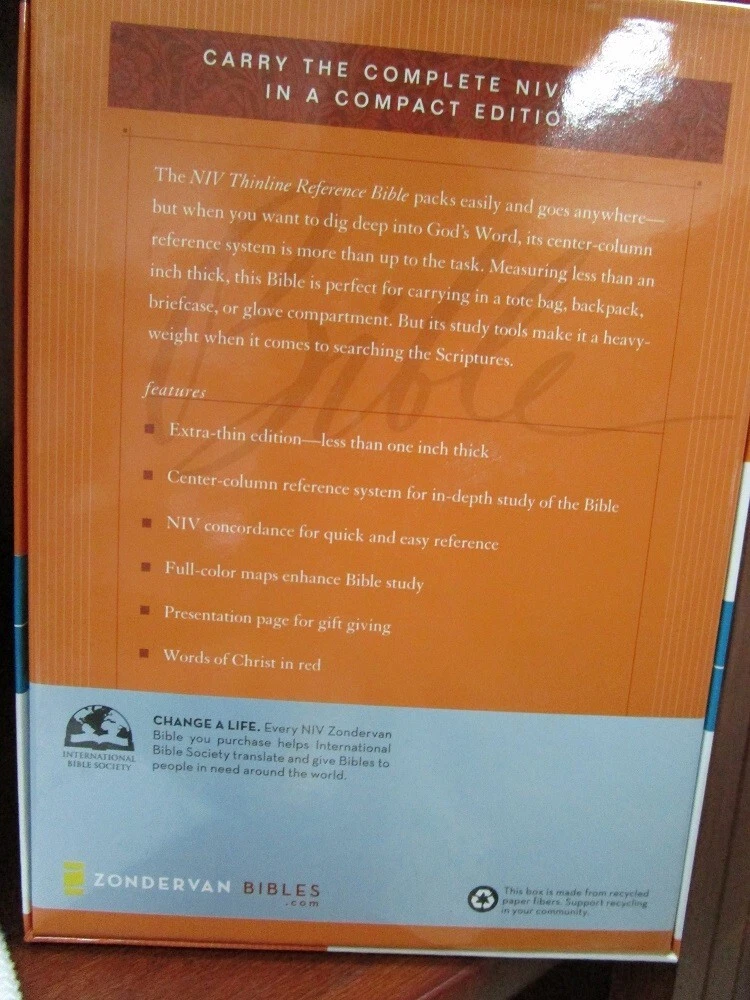 CARRY THE COMPLETE NIV
IN A COMPACT EDITIO
The NIV Thinline Reference Bible packs easily and goes anywhere—
but when you want to dig deep into God's Word, its center-column
reference system is more than up to the task. Measuring less than an
inch thick, this Bible is perfect for carrying in a tote bag, backpack,
briefcase, or glove compartment. But its study tools make it a heavy-
weight when it comes to searching the Scriptures.
Bible
features
Extra-thin edition—less than one inch thick
Center-column reference system for in-depth study of the Bible
NIV concordance for quick and easy reference
Full-color maps enhance Bible study
Presentation page for gift giving
Words of Christ in red
INTERNATIONAL
BIBLE SOCIETY
CHANGE A LIFE. Every NIV Zondervan
Bible you purchase helps International
Bible Society translate and give Bibles to
people in need around the world.
ZONDERVAN BIBLES
.com
This box is made from recycled
paper fibers. Support recycling
in your community.